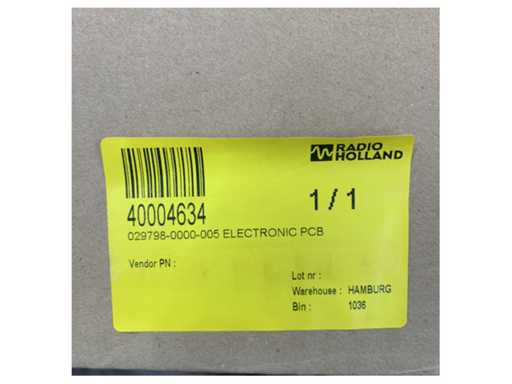 RADIO
HOLLAND
40004634
1 / 1
029798-0000-005 ELECTRONIC PCB
Vendor PN :
Lot nr :
Warehouse : HAMBURG
Bin : 1036